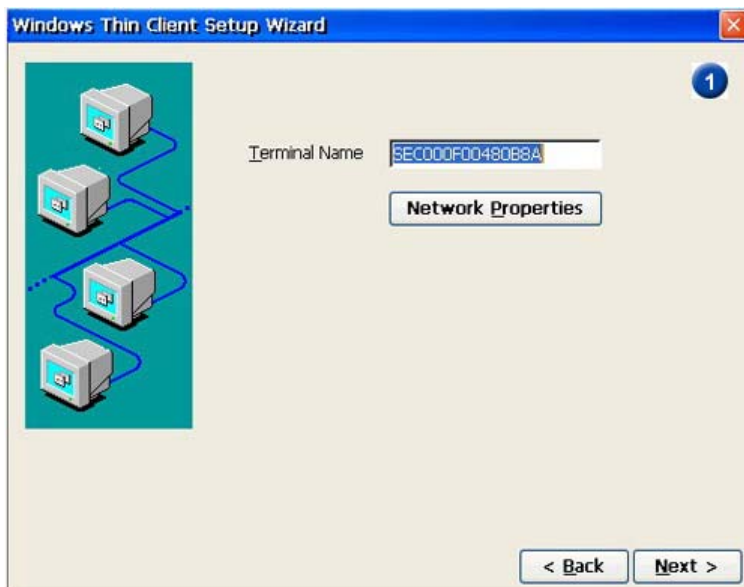 Windows Thin Client Setup Wizard
1
Terminal Name SEC000F00480B8A
Network Properties
< Back Next >